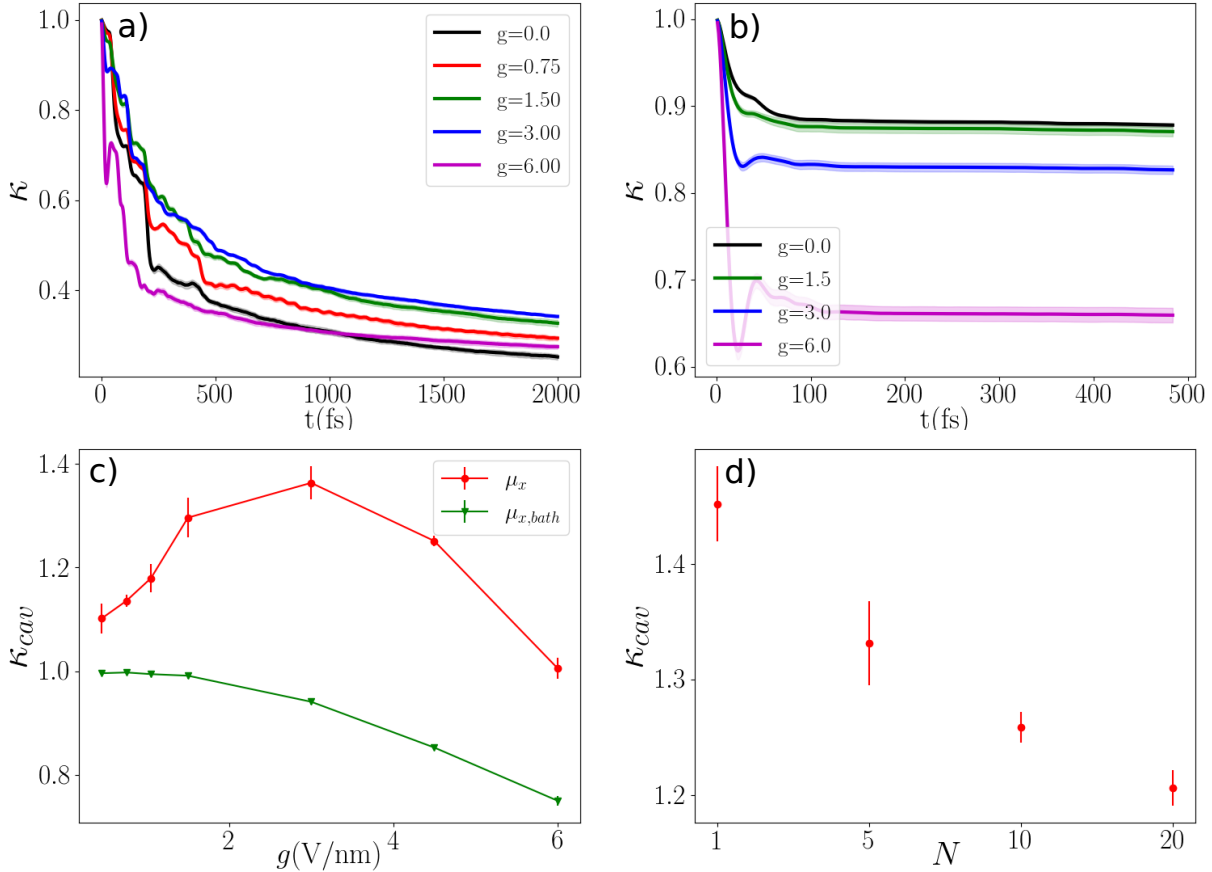 a)
κ
1.0
0.8
0.6
0.4
g=0.0
g=0.75
g=1.50
g=3.00
g=6.00
0
500
1000
1500
2000
t(fs)
b)
κ
1.0
0.9
0.8
0.7
0.6
g=0.0
g=1.5
g=3.0
g=6.0
0
100
200
300
400
500
t(fs)
c)
κcav
1.4
1.2
1.0
0.8
μx
μx,bath
2
4
6
g(V/nm)
d)
κcav
1.4
1.3
1.2
1
5
10
20
N